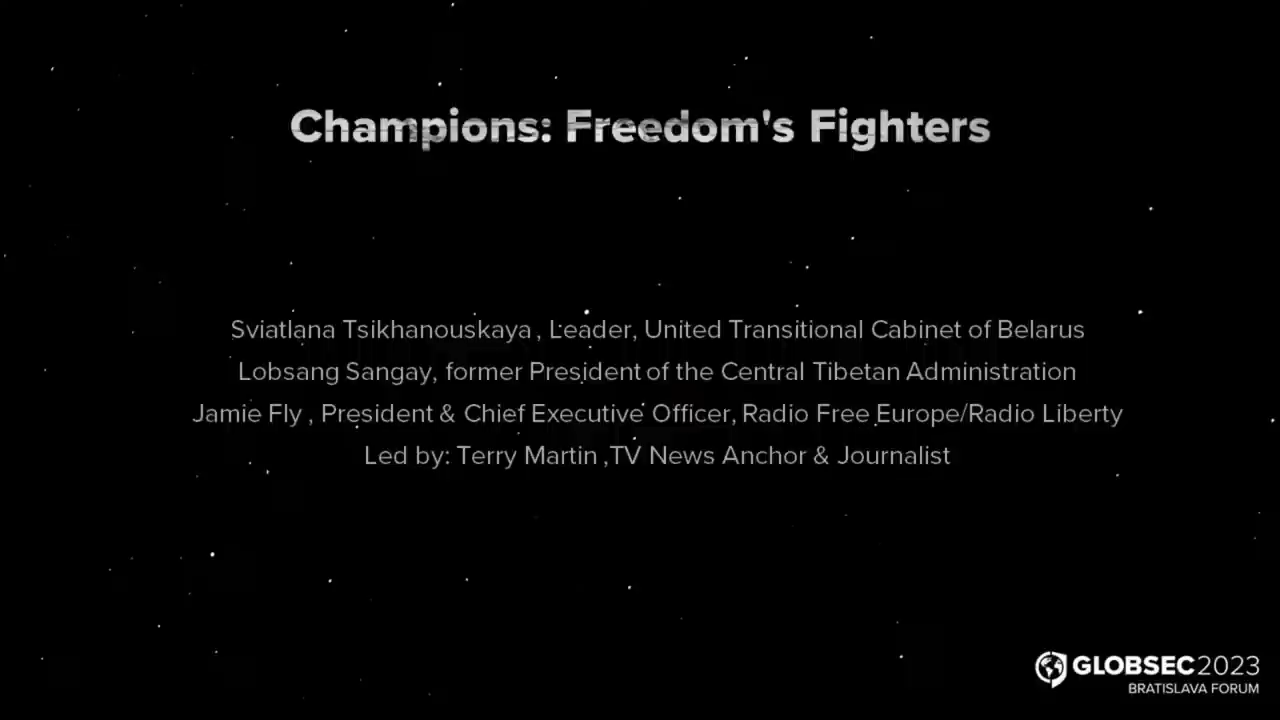 Champions: Freedom's Fighters
Sviatlana Tsikhanouskaya , Leader, United Transitional Cabinet of Belarus
Lobsang Sangay, former President of the Central Tibetan Administration
Jamie Fly , President & Chief Executive Officer, Radio Free Europe/Radio Liberty
Led by: Terry Martin ,TV News Anchor & Journalist
GLOBSEC2023
BRATISLAVA FORUM